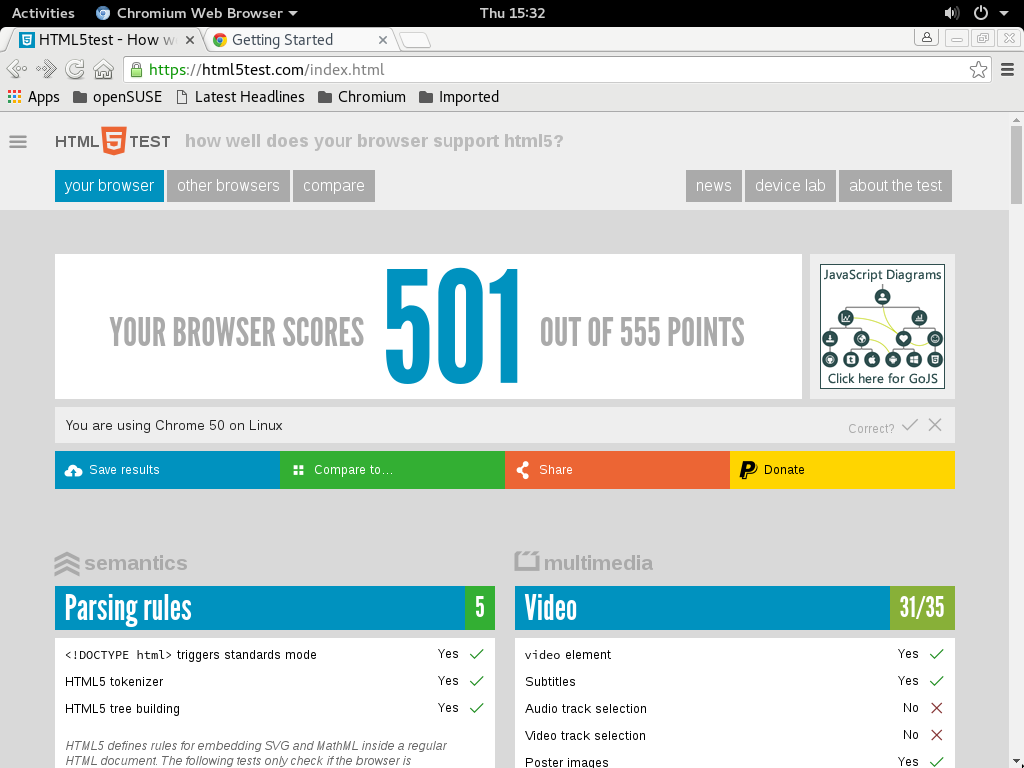 Activities Chromium Web Browser Thu 15:32
HTML5test - How we Getting Started
https://html5test.com/index.html
Apps openSUSE Latest Headlines Chromium Imported
HTML 5 TEST how well does your browser support html5?
your browser other browsers compare news device lab about the test
YOUR BROWSER SCORES 501 OUT OF 555 POINTS
JavaScript Diagrams
Click here for GoJS
You are using Chrome 50 on Linux Correct?
Save results Compare to... Share Donate
semantics multimedia
Parsing rules 5
<!DOCTYPE html> triggers standards mode Yes
HTML5 tokenizer Yes
HTML5 tree building Yes
HTML5 defines rules for embedding SVG and MathML inside a regular
HTML document. The following tests only check if the browser is
Video 31/35
video element Yes
Subtitles Yes
Audio track selection No
Video track selection No
Poster images Yes